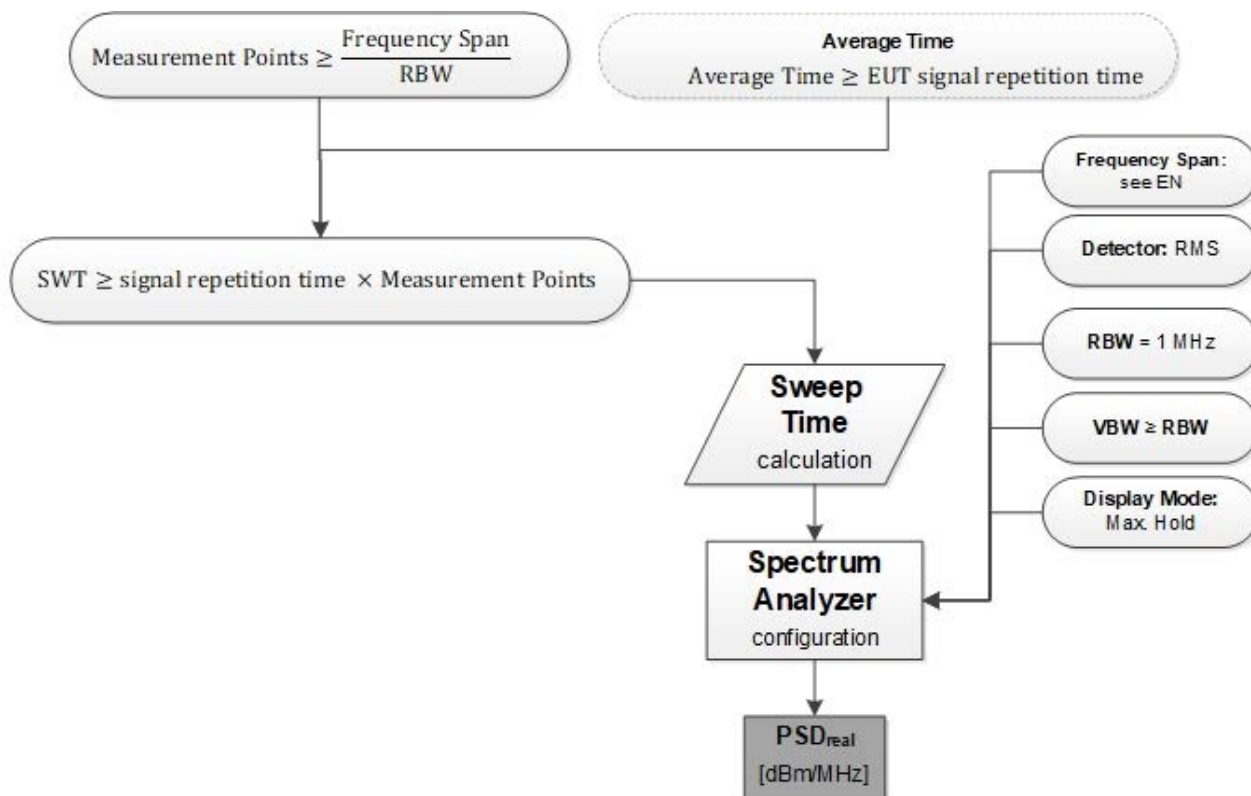 Measurement Points ≥ Frequency Span
RBW
Average Time
Average Time ≥ EUT signal repetition time
SWT ≥ signal repetition time × Measurement Points
Frequency Span:
see EN
Detector: RMS
RBW = 1 MHz
VBW ≥ RBW
Display Mode:
Max. Hold
Sweep
Time
calculation
Spectrum
Analyzer
configuration
PSDreal
[dBm/MHz]